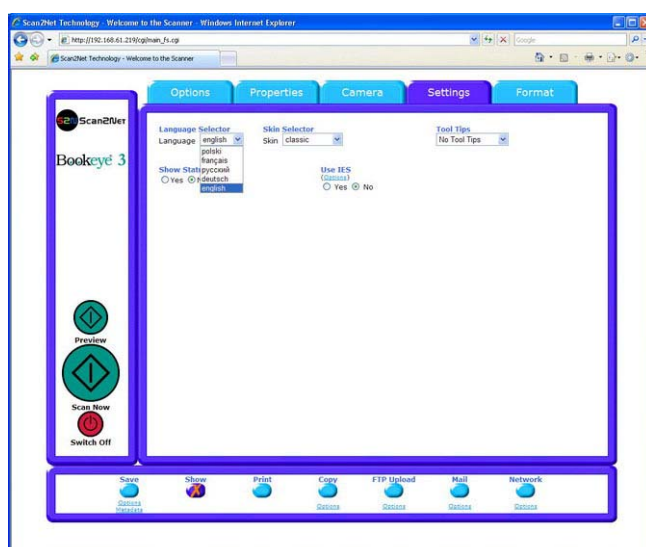 Scan2Net Technology - Welcome to the Scanner - Windows Internet Explorer
http://192.168.61.219/cgi/main_fs.cgi
Google
Scan2Net Technology - Welcome to the Scanner
Options Properties Camera Settings Format
S2N Scan2Net
Bookeye 3
Language Selector Skin Selector Tool Tips
Language english Skin classic No Tool Tips
polski
français
русский
deutsch
english
Show Use IES
(Options)
Yes Yes No
Preview
Scan Now
Switch Off
Save Show Print Copy FTP Upload Mail Network
Options Options Options Options Options
Metadata